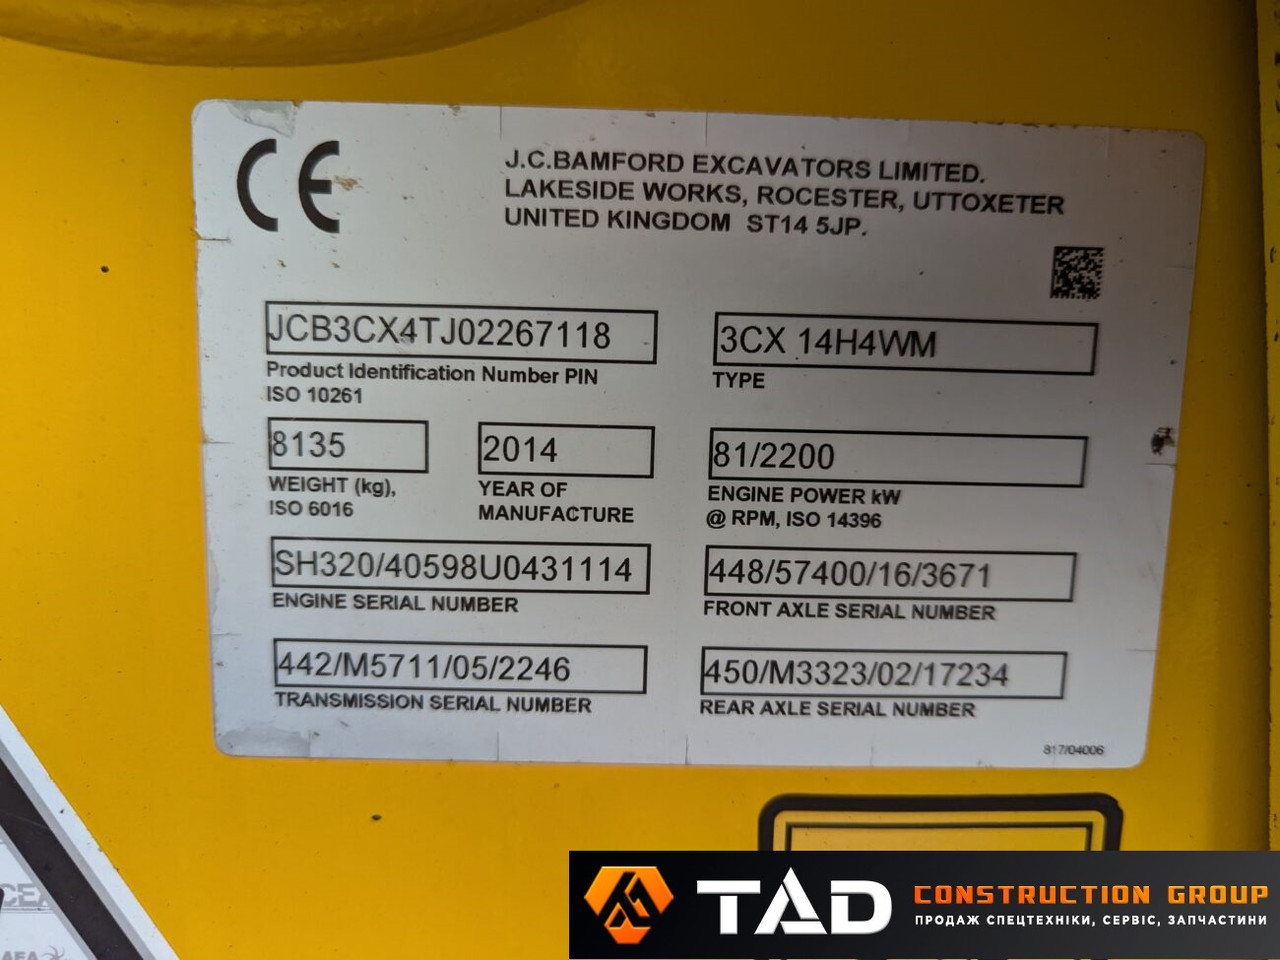 CE
J.C.BAMFORD EXCAVATORS LIMITED.
LAKESIDE WORKS, ROCESTER, UTTOXETER
UNITED KINGDOM ST14 5JP.
JCB3CX4TJ02267118
Product Identification Number PIN
ISO 10261
3CX 14H4WM
TYPE
8135
WEIGHT (kg),
ISO 6016
2014
YEAR OF
MANUFACTURE
81/2200
ENGINE POWER kW
@ RPM, ISO 14396
SH320/40598U0431114
ENGINE SERIAL NUMBER
448/57400/16/3671
FRONT AXLE SERIAL NUMBER
442/M5711/05/2246
TRANSMISSION SERIAL NUMBER
450/M3323/02/17234
REAR AXLE SERIAL NUMBER
817/04006
TAD CONSTRUCTION GROUP
ПРОДАЖ СПЕЦТЕХНІКИ, СЕРВІС, ЗАПЧАСТИНИ